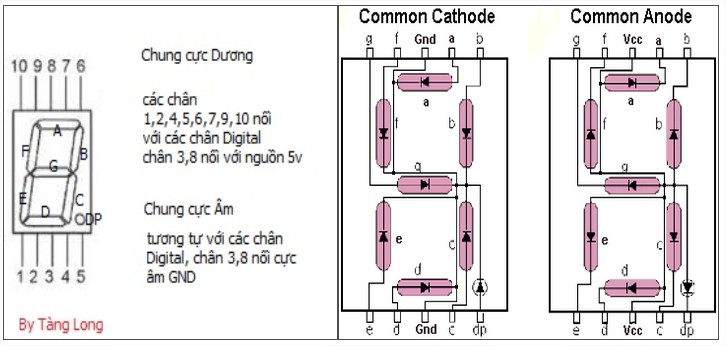 10 9 8 7 6
A
F
B
G
E
D
C
DP
1 2 3 4 5
By Tàng Long
Chung cực Dương
các chân
1,2,4,5,6,7,9,10 nối
với các chân Digital
chân 3,8 nối với nguồn 5v
Chung cực Âm
tương tự với các chân
Digital, chân 3,8 nối cực
âm GND
Common Cathode
g f Gnd a b
a
f
b
g
e
c
d
e d Gnd c dp
Common Anode
g f Vcc a b
a
f
b
g
e
c
d
e d Vcc c dp